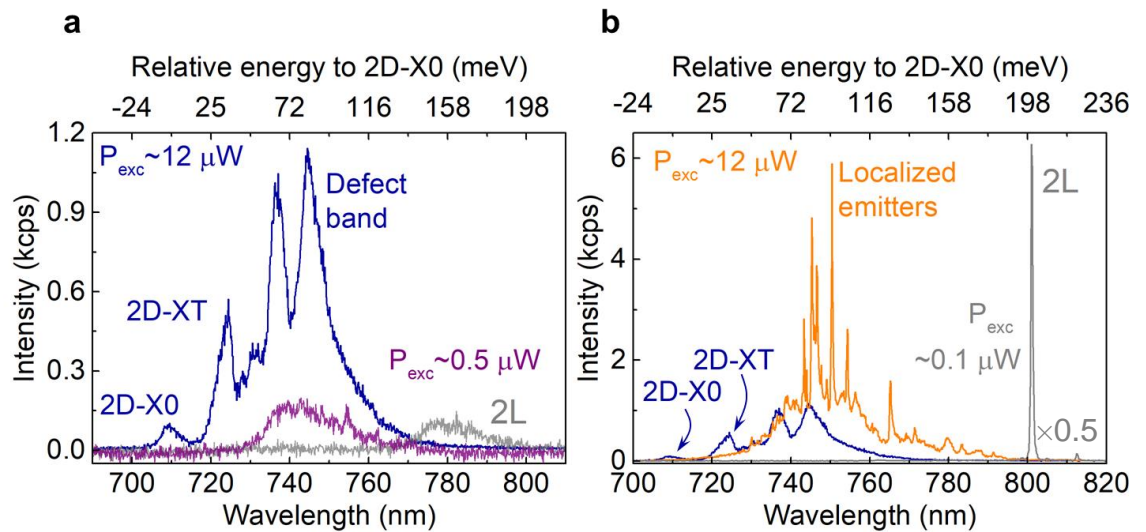 a
Relative energy to 2D-X0 (meV)
-24 25 72 116 158 198
1.2
0.9
0.6
0.3
0.0
Intensity (kcps)
P_exc~12 μW
Defect
band
2D-XT
P_exc~0.5 μW
2D-X0
2L
700 720 740 760 780 800
Wavelength (nm)
b
Relative energy to 2D-X0 (meV)
-24 25 72 116 158 198 236
6
4
2
0
Intensity (kcps)
P_exc~12 μW
Localized
emitters
2L
P_exc
~0.1 μW
2D-XT
2D-X0
×0.5
700 720 740 760 780 800 820
Wavelength (nm)